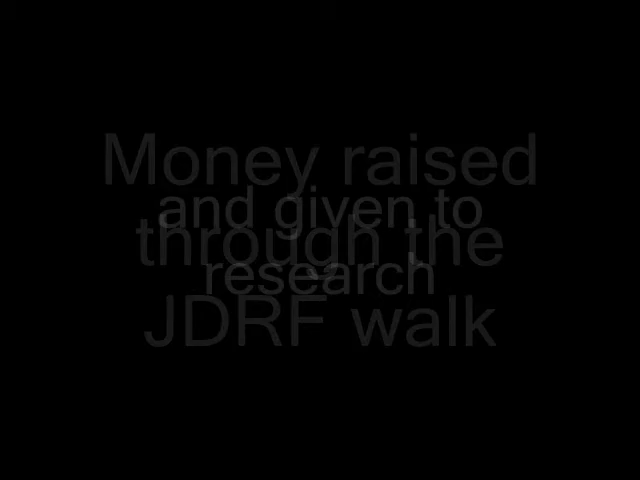 Money raised
and given to
through the
research
JDRF walk